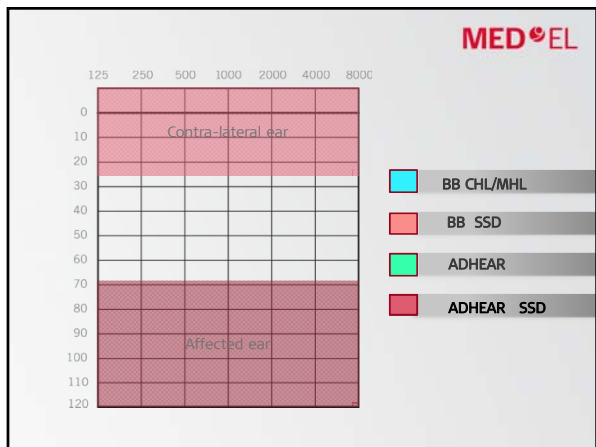 MED EL
125 250 500 1000 2000 4000 8000
0
Contra-lateral ear
10
20
30
BB CHL/MHL
40
BB SSD
50
60
ADHEAR
70
80
ADHEAR SSD
90
Affected ear
100
110
120